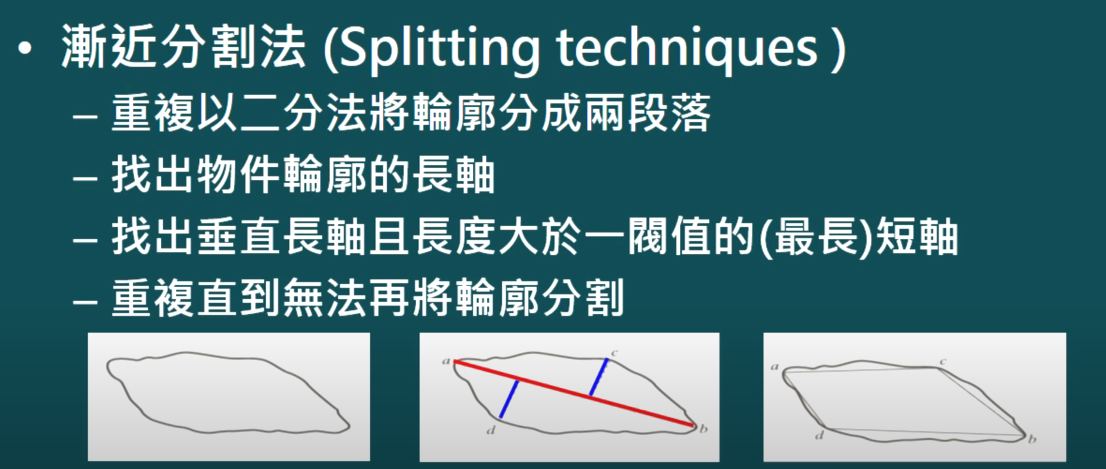 • 漸近分割法 (Splitting techniques )
– 重複以二分法將輪廓分成兩段落
– 找出物件輪廓的長軸
– 找出垂直長軸且長度大於一閥值的(最長)短軸
– 重複直到無法再將輪廓分割
a
c
d
b
a
c
d
b